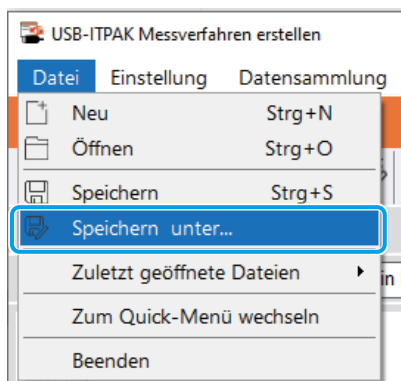 USB-ITPAK Messverfahren erstellen
Datei Einstellung Datensammlung
Neu Strg+N
Öffnen Strg+O
Speichern Strg+S
Speichern unter...
Zuletzt geöffnete Dateien
in
Zum Quick-Menü wechseln
Beenden